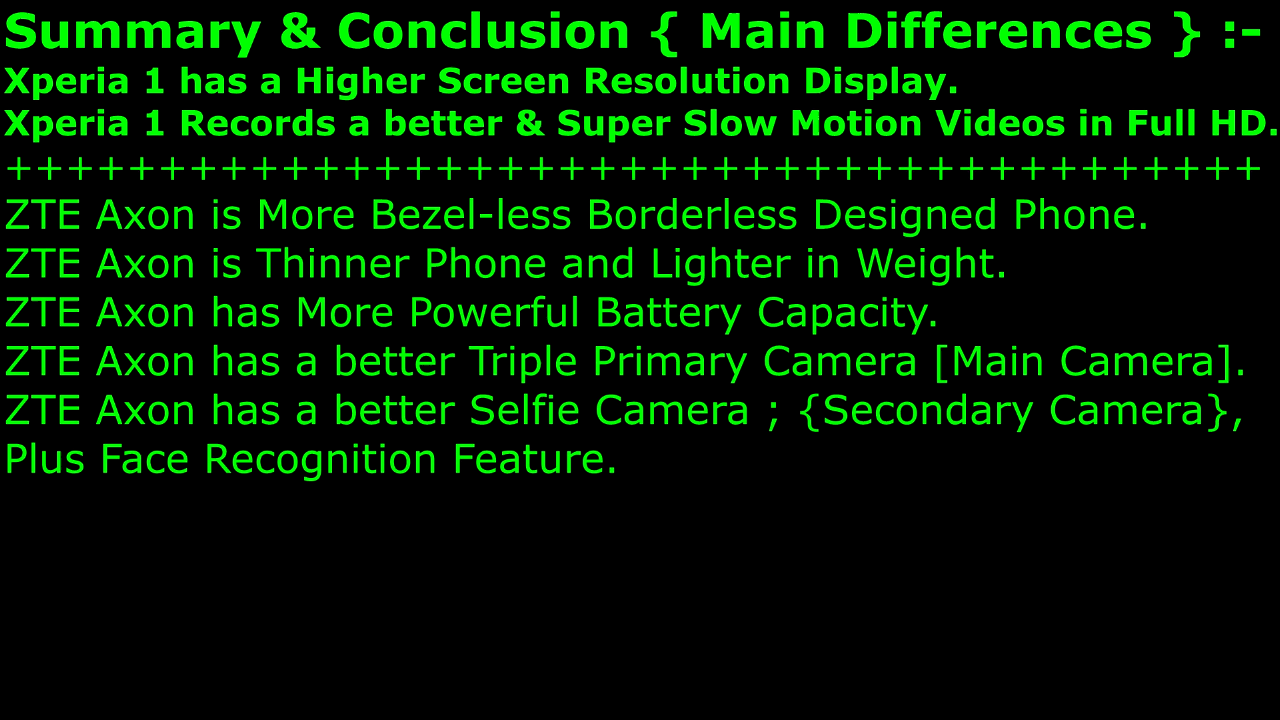 Summary & Conclusion { Main Differences } :-
Xperia 1 has a Higher Screen Resolution Display.
Xperia 1 Records a better & Super Slow Motion Videos in Full HD.
+++++++++++++++++++++++++++++++++++++++++
ZTE Axon is More Bezel-less Borderless Designed Phone.
ZTE Axon is Thinner Phone and Lighter in Weight.
ZTE Axon has More Powerful Battery Capacity.
ZTE Axon has a better Triple Primary Camera [Main Camera].
ZTE Axon has a better Selfie Camera ; {Secondary Camera},
Plus Face Recognition Feature.